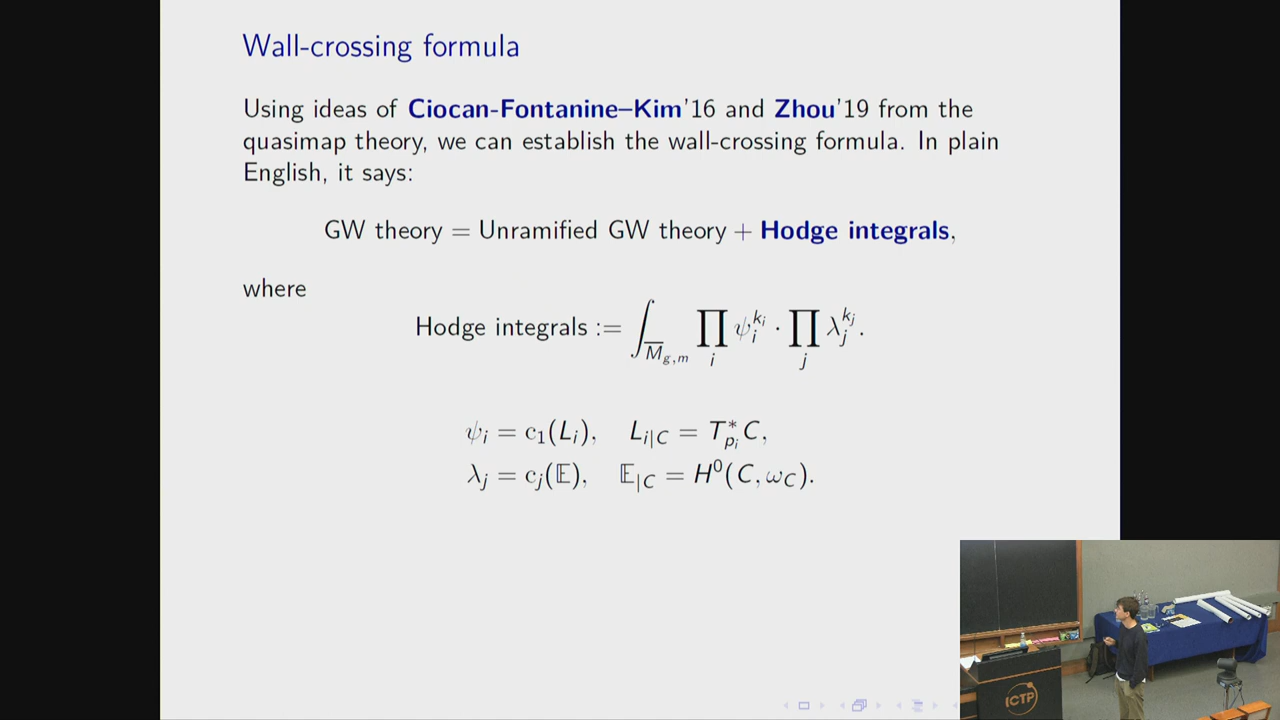 Wall-crossing formula
Using ideas of Ciocan-Fontanine–Kim'16 and Zhou'19 from the
quasimap theory, we can establish the wall-crossing formula. In plain
English, it says:
GW theory = Unramified GW theory + Hodge integrals,
where
Hodge integrals := ∫_{M̅_{g,m}} ∏_i ψ_i^{k_i} · ∏_j λ_j^{k_j}.
ψ_i = c_1(L_i), L_{i|C} = T^*_{p_i}C,
λ_j = c_j(𝔼), 𝔼_{|C} = H^0(C, ω_C).
ICTP